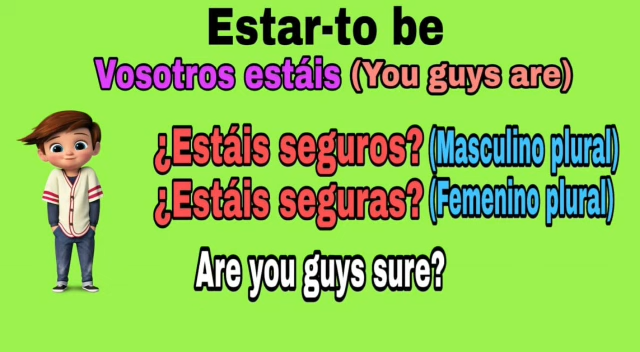 Estar-to be
Vosotros estáis (You guys are)
¿Estáis seguros? (Masculino plural)
¿Estáis seguras? (Femenino plural)
Are you guys sure?